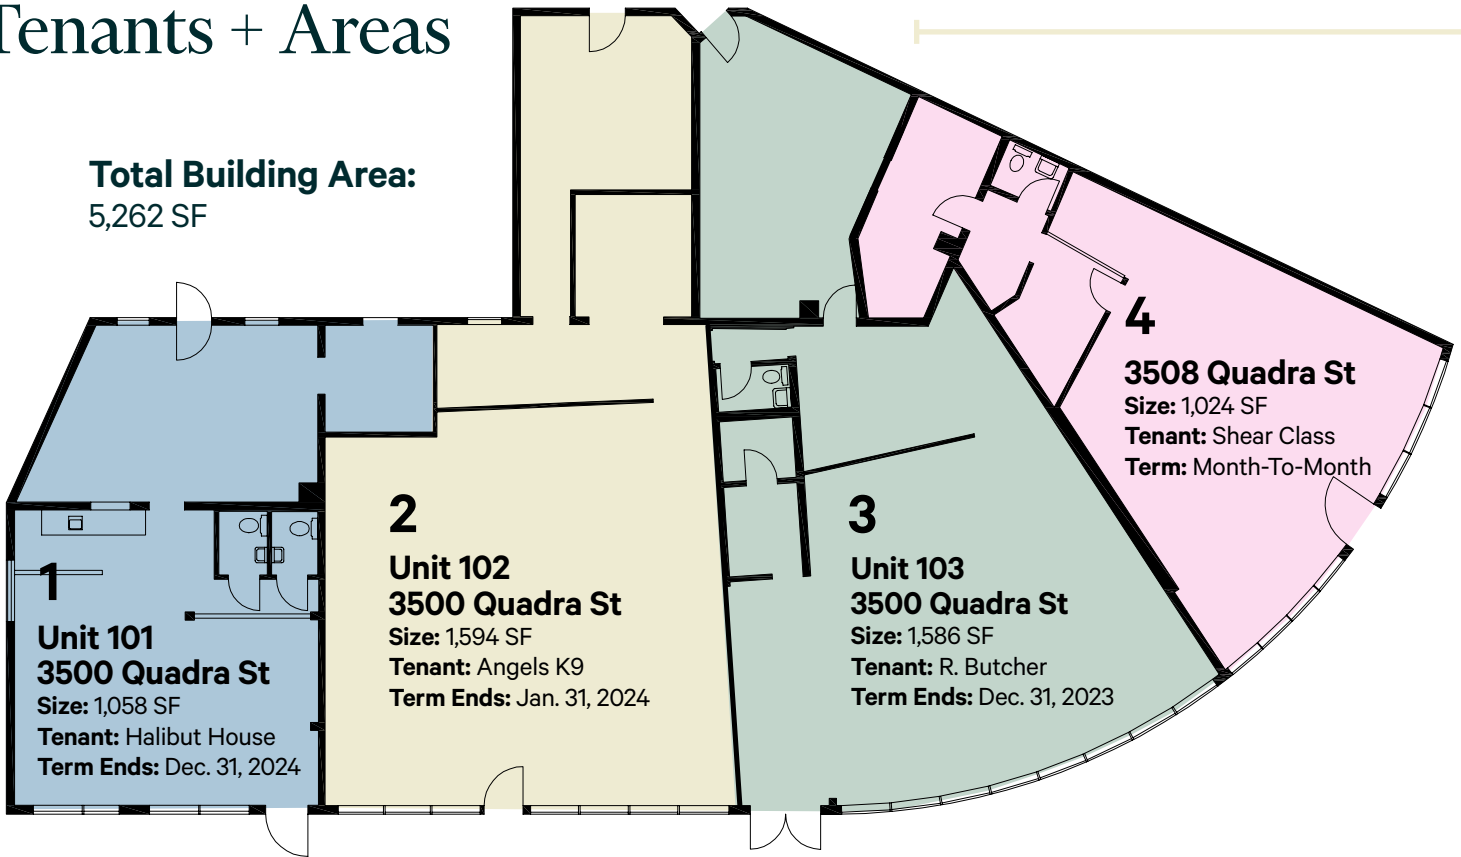 Tenants + Areas
Total Building Area:
5,262 SF
1
Unit 101
3500 Quadra St
Size: 1,058 SF
Tenant: Halibut House
Term Ends: Dec. 31, 2024
2
Unit 102
3500 Quadra St
Size: 1,594 SF
Tenant: Angels K9
Term Ends: Jan. 31, 2024
3
Unit 103
3500 Quadra St
Size: 1,586 SF
Tenant: R. Butcher
Term Ends: Dec. 31, 2023
4
3508 Quadra St
Size: 1,024 SF
Tenant: Shear Class
Term: Month-To-Month